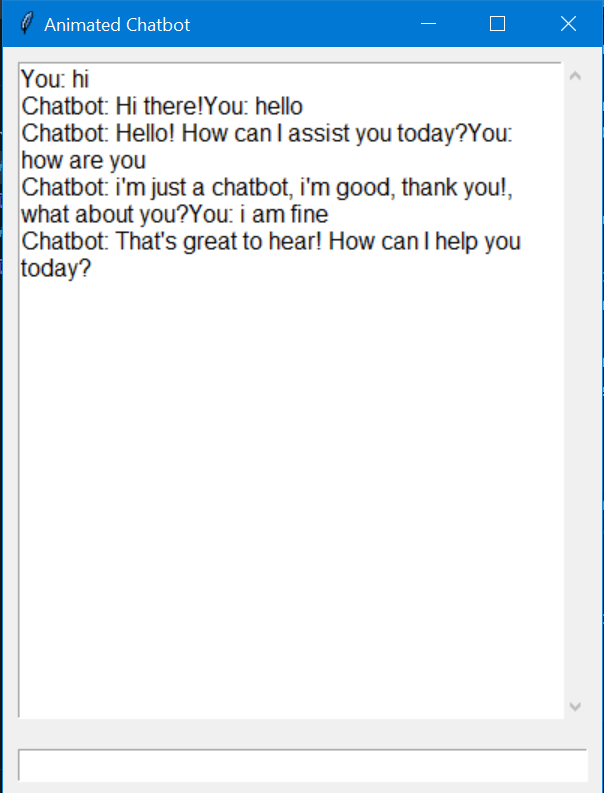 Animated Chatbot
You: hi
Chatbot: Hi there!You: hello
Chatbot: Hello! How can I assist you today?You:
how are you
Chatbot: i'm just a chatbot, i'm good, thank you!,
what about you?You: i am fine
Chatbot: That's great to hear! How can I help you
today?